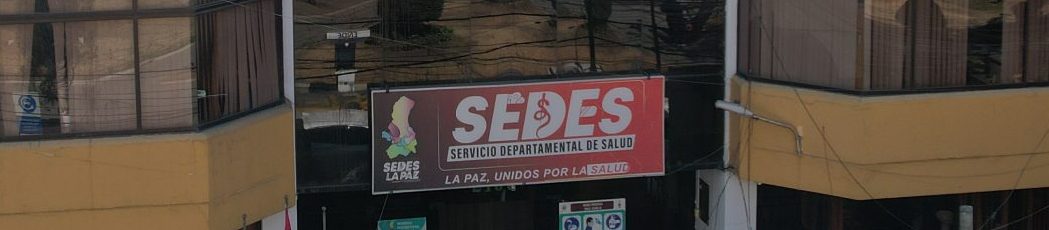 SEDES
SERVICIO DEPARTAMENTAL DE SALUD
LA PAZ, UNIDOS POR LA SALUD
SEDES
LA PAZ